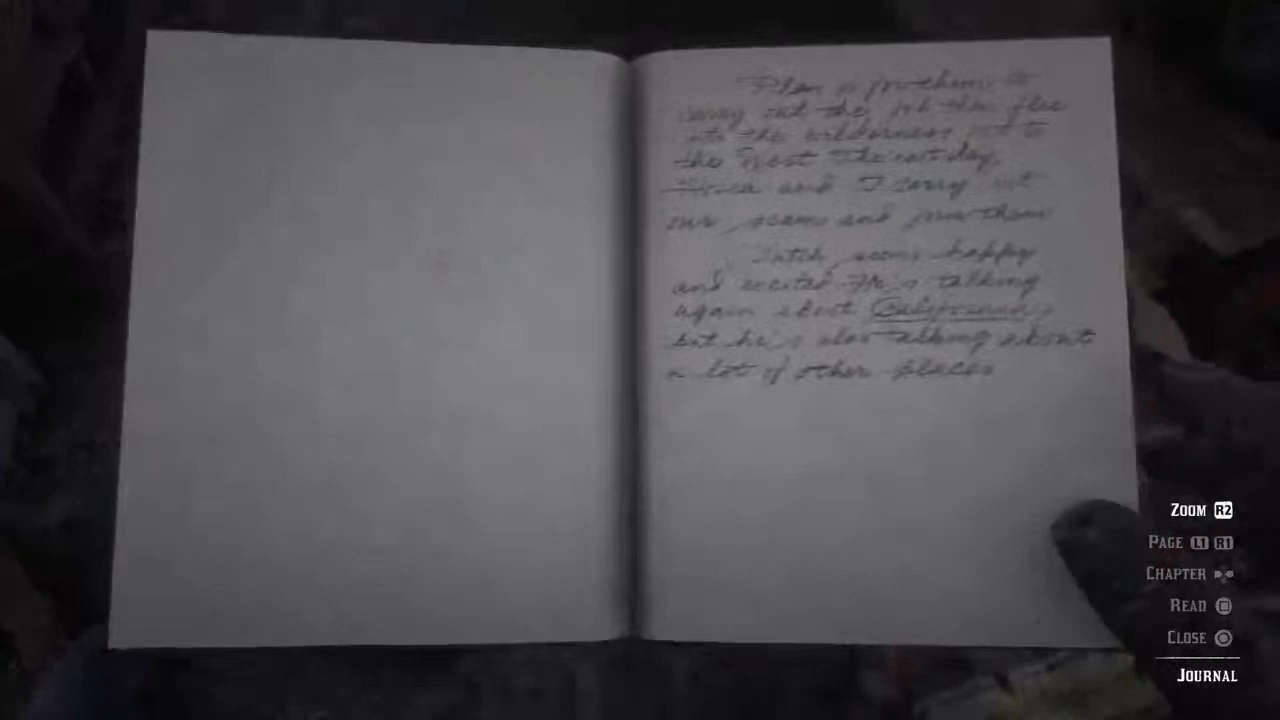 Plan is for them to
carry out the job then flee
into the wilderness out to
the West The next day,
Hosea and I carry out
our scam and join them
Dutch seems happy
and excited He's talking
again about California,
but he's also talking about
a lot of other places
ZOOM R2
PAGE L1 R1
CHAPTER
READ
CLOSE
JOURNAL